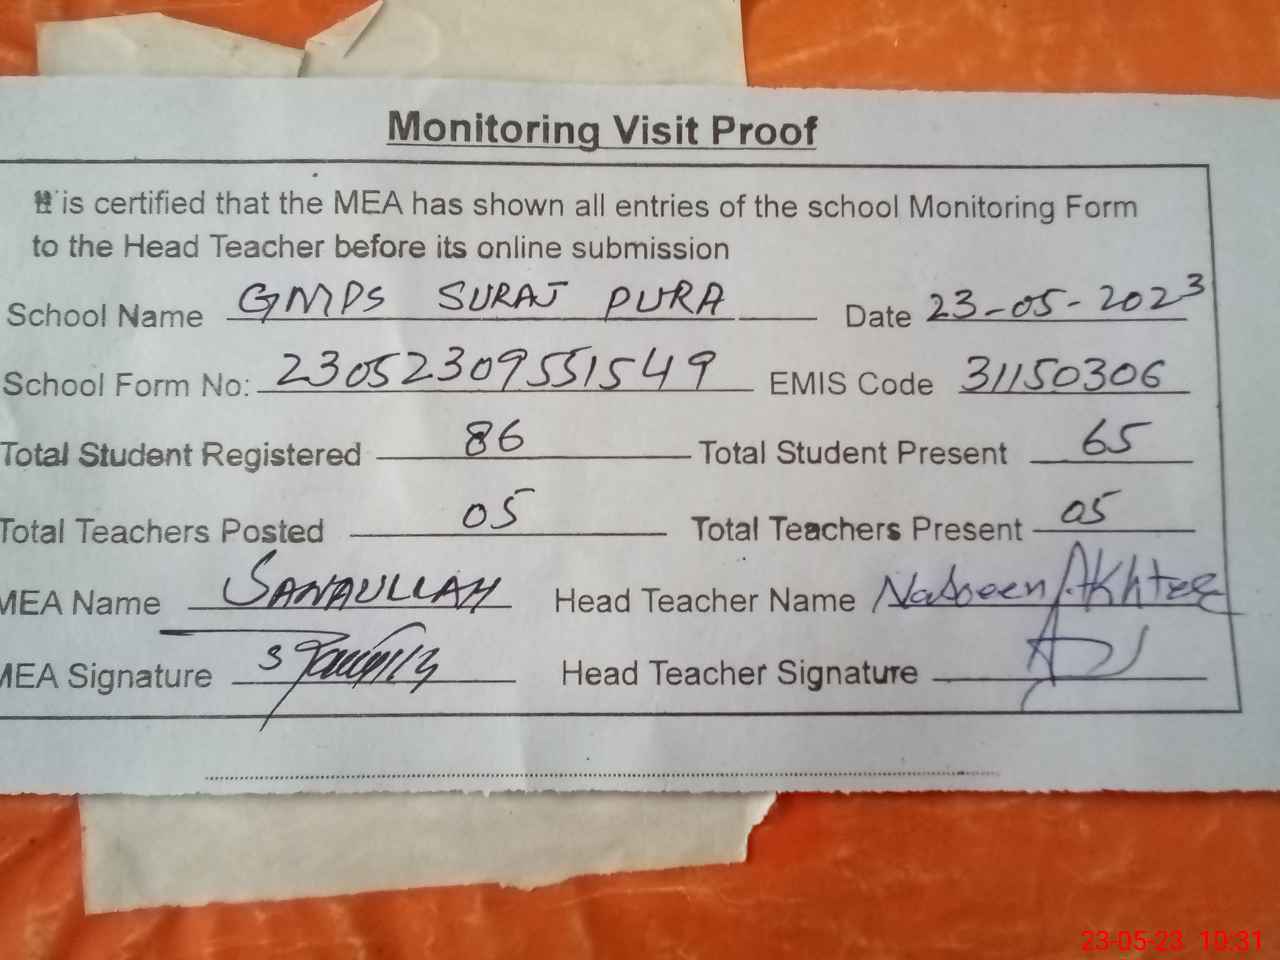 Monitoring Visit Proof
It is certified that the MEA has shown all entries of the school Monitoring Form
to the Head Teacher before its online submission
School Name GMPS SURAJ PURA Date 23-05-2023
School Form No: 23052309551549 EMIS Code 31150306
Total Student Registered 86 Total Student Present 65
Total Teachers Posted 05 Total Teachers Present 05
MEA Name SANAULLAH Head Teacher Name Akhter
MEA Signature Head Teacher Signature
23-05-23 10:31